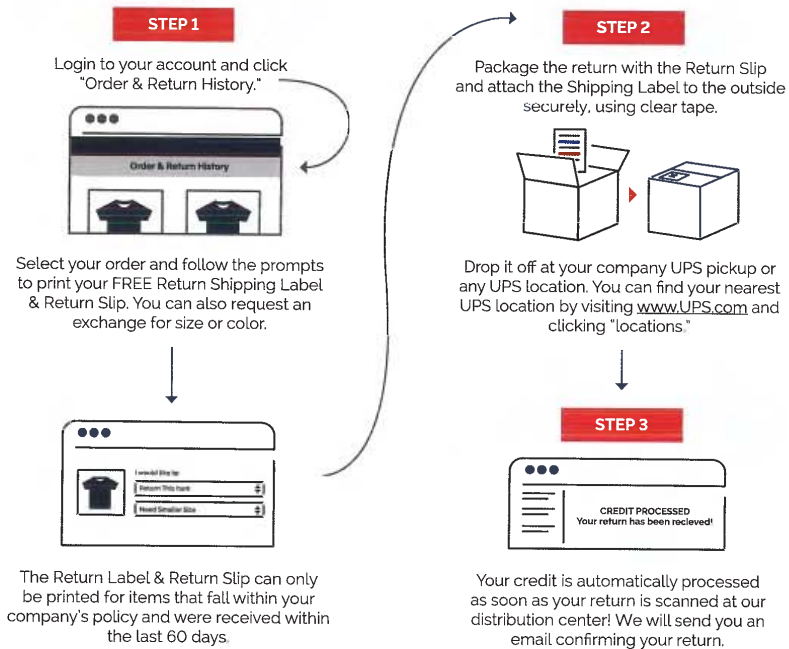 STEP 1
Login to your account and click
"Order & Return History."
Order & Return History
Select your order and follow the prompts
to print your FREE Return Shipping Label
& Return Slip. You can also request an
exchange for size or color.
I would like to:
Return This Item
Need Smaller Size
The Return Label & Return Slip can only
be printed for items that fall within your
company's policy and were received within
the last 60 days.
STEP 2
Package the return with the Return Slip
and attach the Shipping Label to the outside
securely, using clear tape.
Drop it off at your company UPS pickup or
any UPS location. You can find your nearest
UPS location by visiting www.UPS.com and
clicking "locations."
STEP 3
CREDIT PROCESSED
Your return has been recieved!
Your credit is automatically processed
as soon as your return is scanned at our
distribution center! We will send you an
email confirming your return.